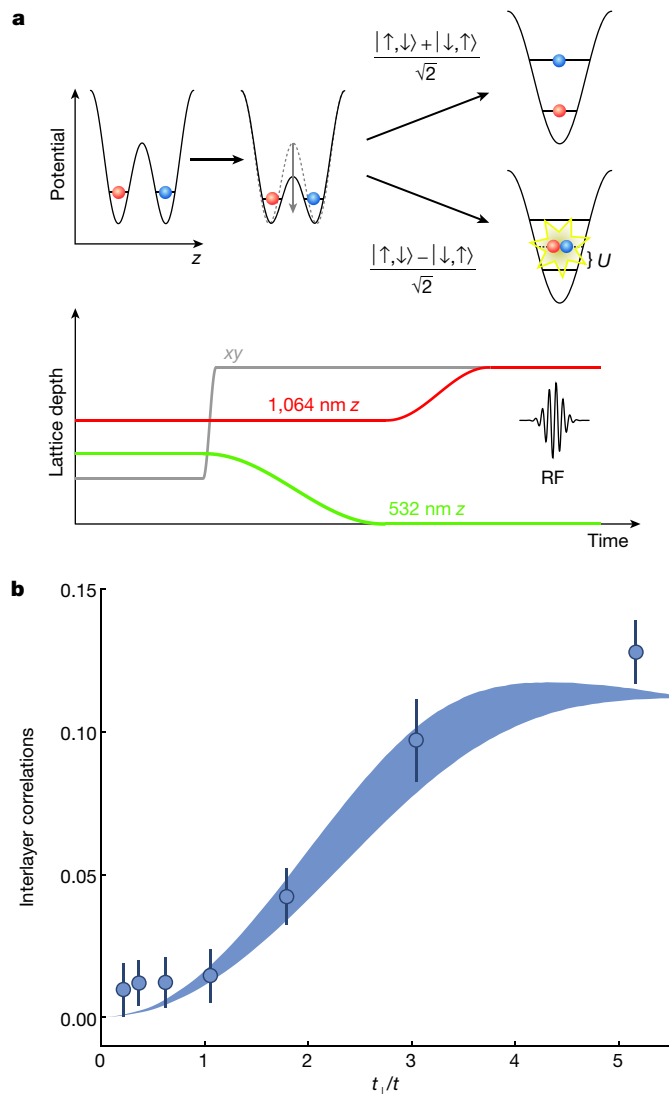 a
|↑,↓⟩+|↓,↑⟩
√2
Potential
z
|↑,↓⟩−|↓,↑⟩
√2
} U
Lattice depth
xy
1,064 nm z
532 nm z
RF
Time
b
Interlayer correlations
0.15
0.10
0.05
0.00
0 1 2 3 4 5
t⊥/t